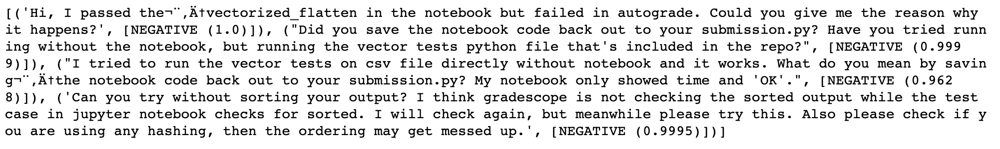 [('Hi, I passed the¬¨‚Ä†vectorized_flatten in the notebook but failed in autograde. Could you give me the reason why
it happens?', [NEGATIVE (1.0)]), ("Did you save the notebook code back out to your submission.py? Have you tried runn
ing without the notebook, but running the vector tests python file that's included in the repo?", [NEGATIVE (0.999
9)]), ("I tried to run the vector tests on csv file directly without notebook and it works. What do you mean by savin
g¬¨‚Ä†the notebook code back out to your submission.py? My notebook only showed time and 'OK'.", [NEGATIVE (0.962
8)]), ('Can you try without sorting your output? I think gradescope is not checking the sorted output while the test
case in jupyter notebook checks for sorted. I will check again, but meanwhile please try this. Also please check if y
ou are using any hashing, then the ordering may get messed up.', [NEGATIVE (0.9995)])]